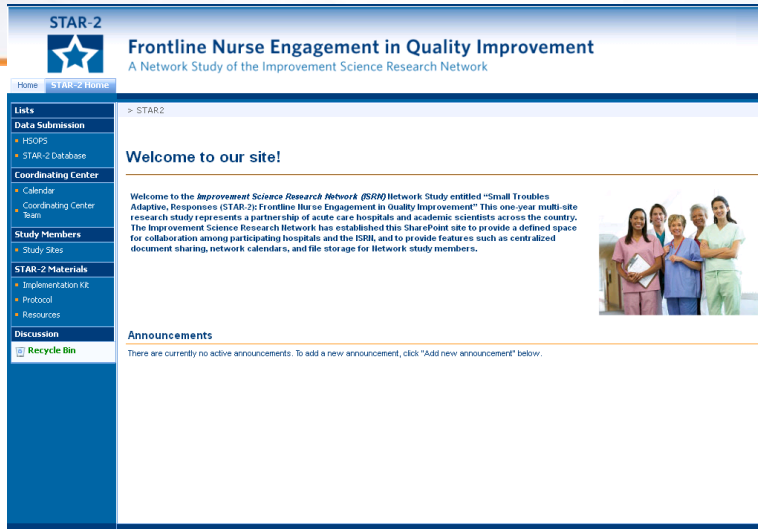 STAR-2
Frontline Nurse Engagement in Quality Improvement
A Network Study of the Improvement Science Research Network
Home STAR-2 Home
Lists
Data Submission
HSOPS
STAR-2 Database
Coordinating Center
Calendar
Coordinating Center
Team
Study Members
Study Sites
STAR-2 Materials
Implementation Kit
Protocol
Resources
Discussion
Recycle Bin
> STAR2
Welcome to our site!
Welcome to the Improvement Science Research Network (ISRN) Network Study entitled “Small Troubles
Adaptive, Responses (STAR-2): Frontline Nurse Engagement in Quality Improvement” This one-year multi-site
research study represents a partnership of acute care hospitals and academic scientists across the country.
The Improvement Science Research Network has established this SharePoint site to provide a defined space
for collaboration among participating hospitals and the ISRN, and to provide features such as centralized
document sharing, network calendars, and file storage for Network study members.
Announcements
There are currently no active announcements. To add a new announcement, click "Add new announcement" below.